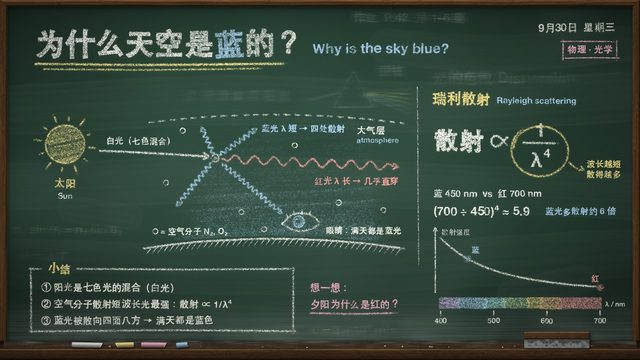 为什么天空是蓝的？ Why is the sky blue?
9月30日 星期三
物理·光学
白光（七色混合）
蓝光 λ 短 → 四处散射
大气层
atmosphere
红光 λ 长 → 几乎直穿
太阳
Sun
= 空气分子 N₂, O₂
眼睛：满天都是蓝光
瑞利散射 Rayleigh scattering
散射 ∝ 1/λ⁴
波长越短
散得越多
蓝 450 nm vs 红 700 nm
(700 ÷ 450)⁴ ≈ 5.9 蓝光多散射约 6 倍
散射强度
蓝
红
λ / nm
400 500 600 700
小结
① 阳光是七色光的混合（白光）
② 空气分子散射短波长光最强：散射 ∝ 1/λ⁴
③ 蓝光被散向四面八方 → 满天都是蓝色
想一想：
夕阳为什么是红的？